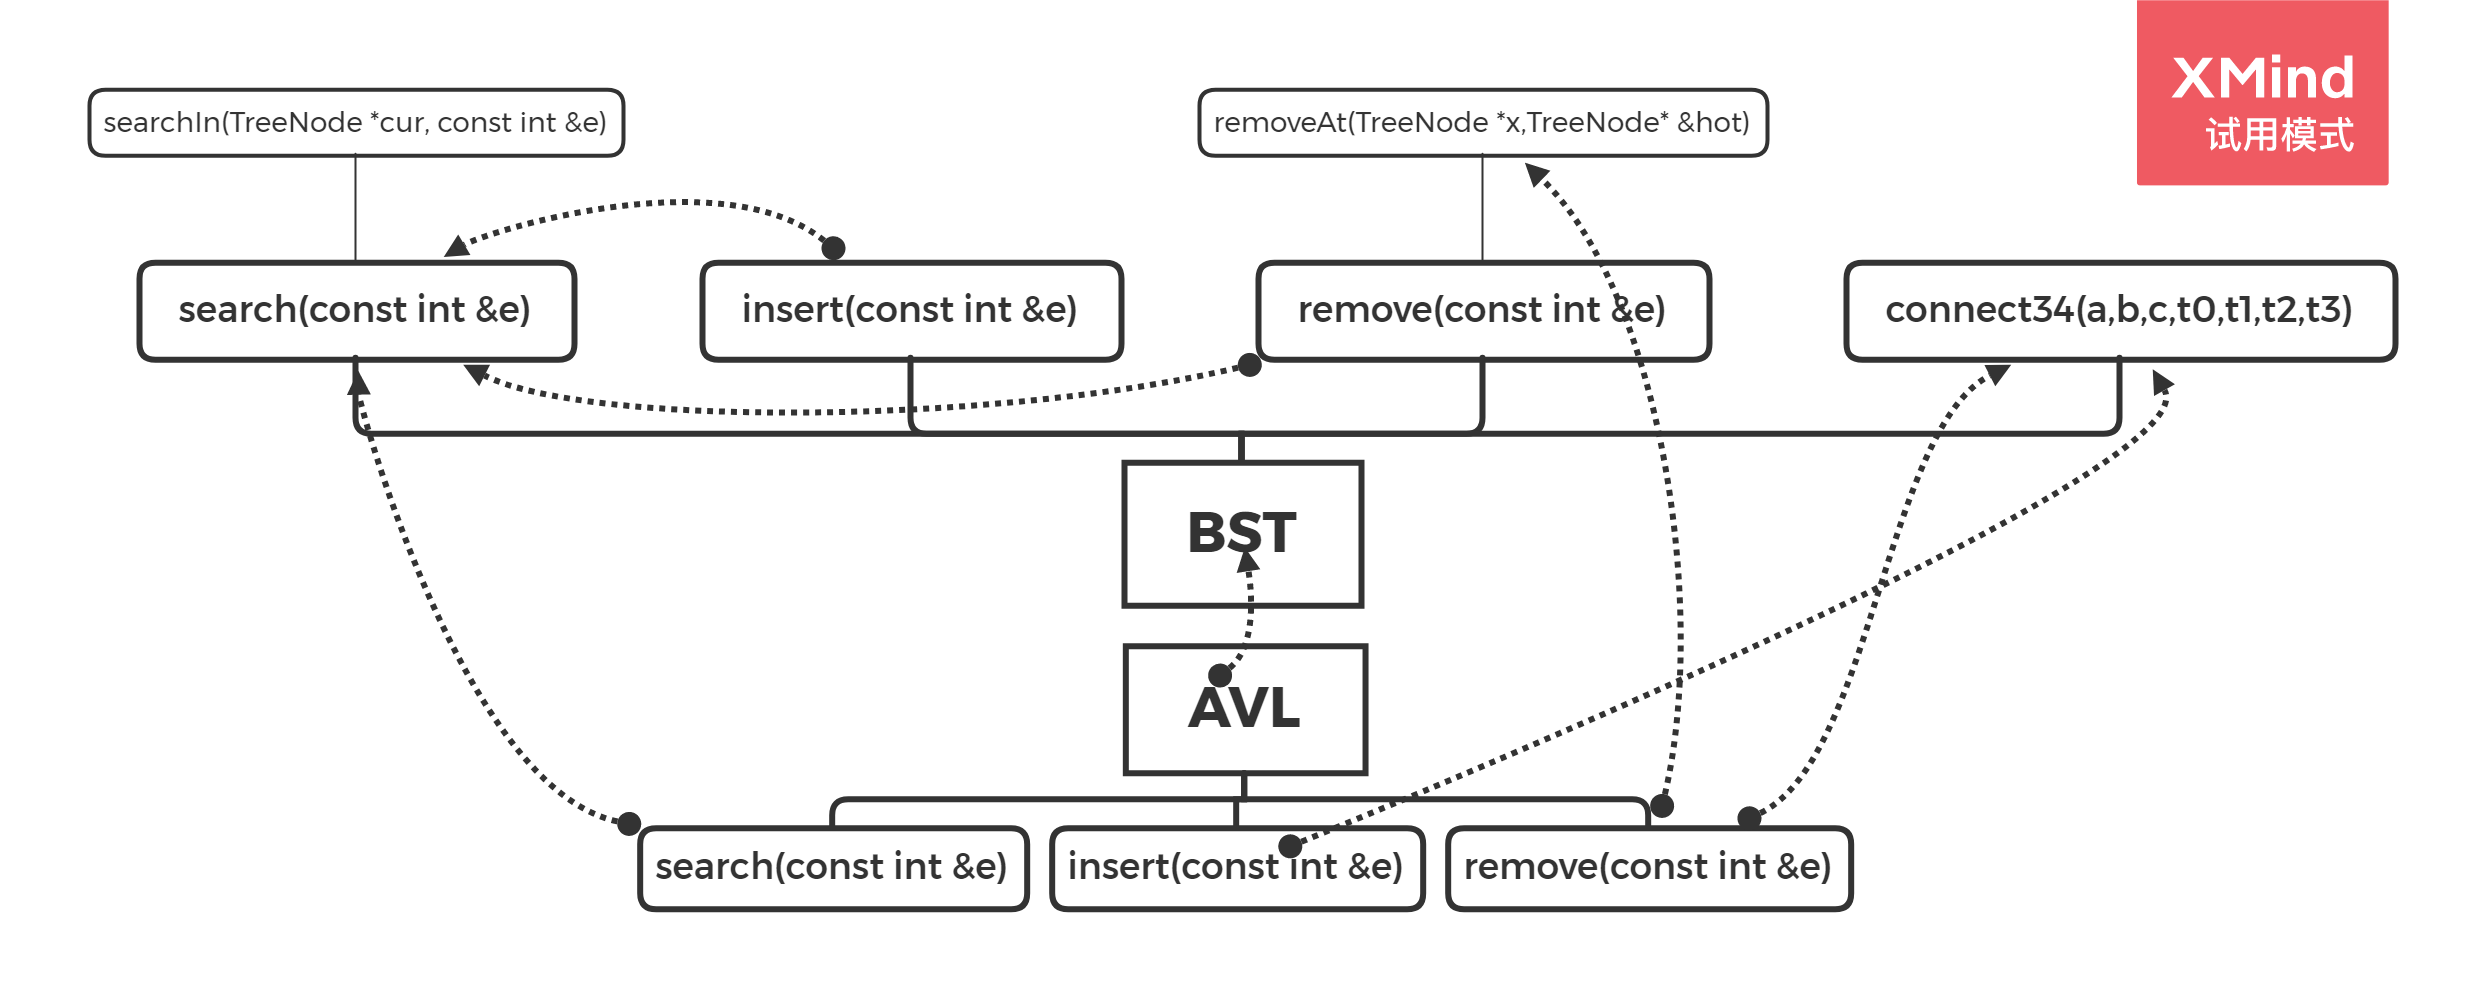 XMind
试用模式
searchIn(TreeNode *cur, const int &e)
removeAt(TreeNode *x,TreeNode* &hot)
search(const int &e)
insert(const int &e)
remove(const int &e)
connect34(a,b,c,t0,t1,t2,t3)
BST
AVL
search(const int &e)
insert(const int &e)
remove(const int &e)